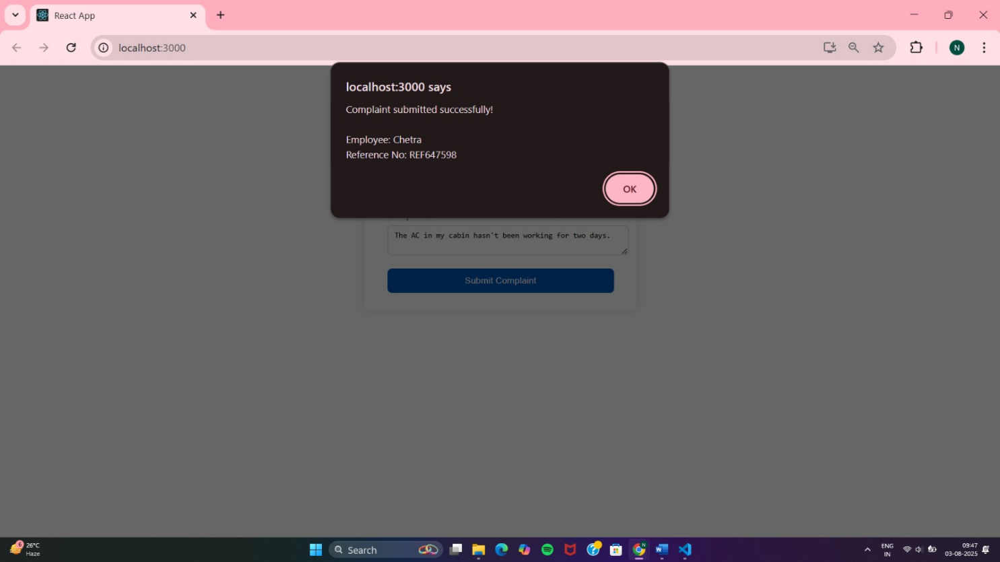 React App
localhost:3000
N
localhost:3000 says
Complaint submitted successfully!
Employee: Chetra
Reference No: REF647598
OK
The AC in my cabin hasn't been working for two days.
Submit Complaint
6
26°C
Haze
Search
N
ENG
IN
09:47
03-08-2025